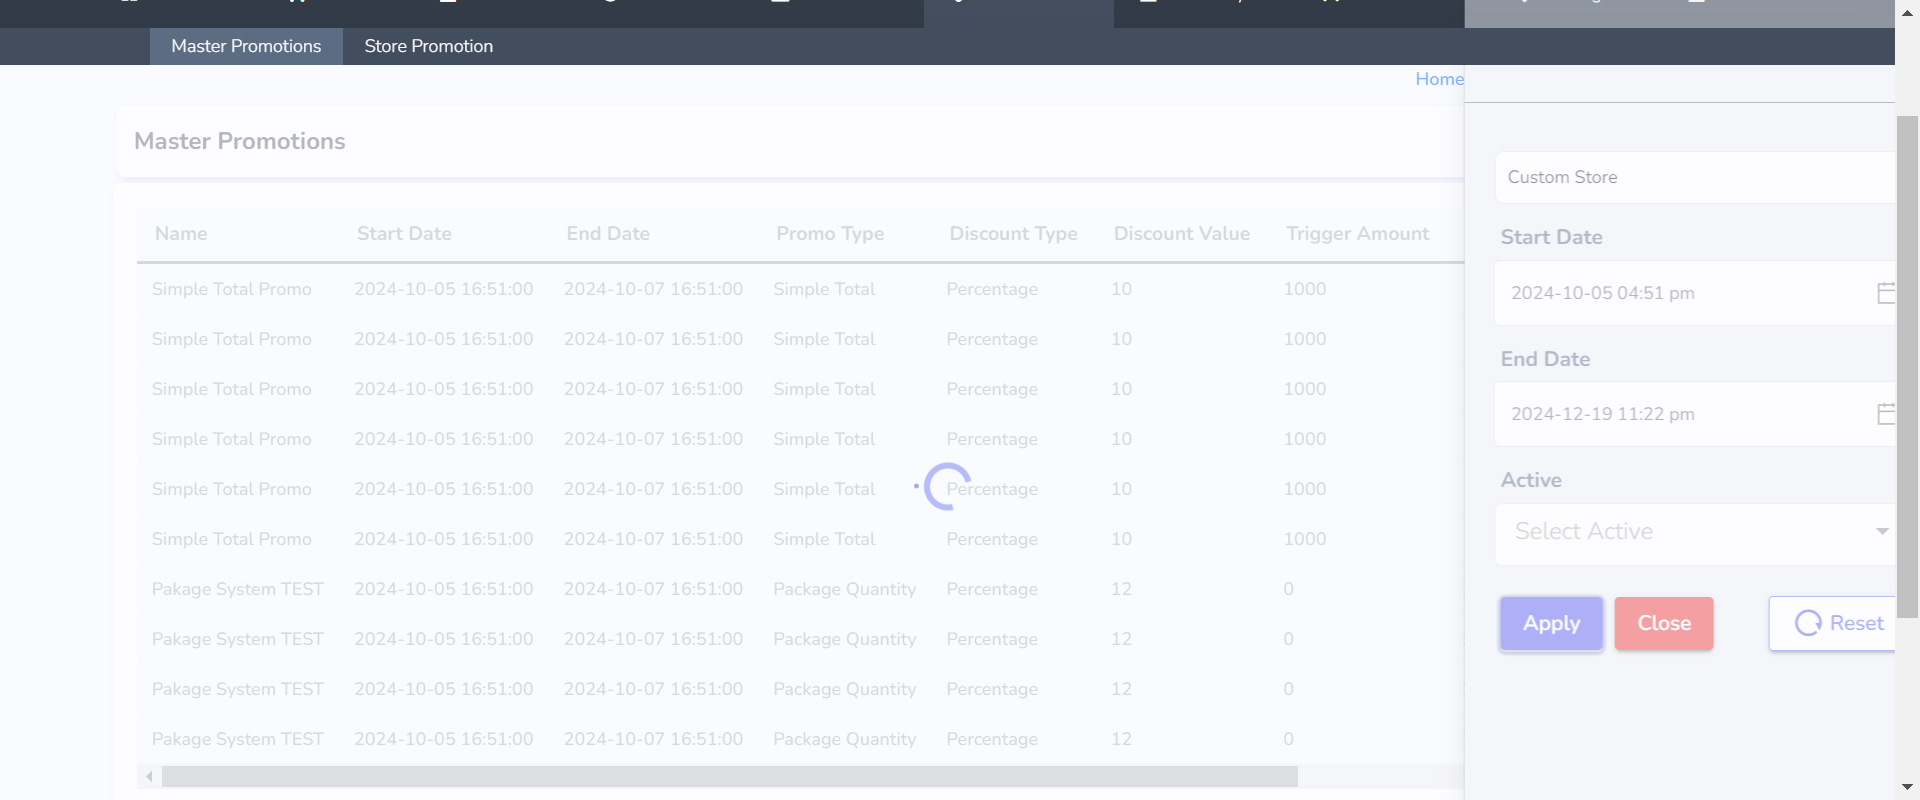 Master Promotions Store Promotion
Home
Master Promotions
Name Start Date End Date Promo Type Discount Type Discount Value Trigger Amount
Simple Total Promo 2024-10-05 16:51:00 2024-10-07 16:51:00 Simple Total Percentage 10 1000
Simple Total Promo 2024-10-05 16:51:00 2024-10-07 16:51:00 Simple Total Percentage 10 1000
Simple Total Promo 2024-10-05 16:51:00 2024-10-07 16:51:00 Simple Total Percentage 10 1000
Simple Total Promo 2024-10-05 16:51:00 2024-10-07 16:51:00 Simple Total Percentage 10 1000
Simple Total Promo 2024-10-05 16:51:00 2024-10-07 16:51:00 Simple Total Percentage 10 1000
Simple Total Promo 2024-10-05 16:51:00 2024-10-07 16:51:00 Simple Total Percentage 10 1000
Pakage System TEST 2024-10-05 16:51:00 2024-10-07 16:51:00 Package Quantity Percentage 12 0
Pakage System TEST 2024-10-05 16:51:00 2024-10-07 16:51:00 Package Quantity Percentage 12 0
Pakage System TEST 2024-10-05 16:51:00 2024-10-07 16:51:00 Package Quantity Percentage 12 0
Pakage System TEST 2024-10-05 16:51:00 2024-10-07 16:51:00 Package Quantity Percentage 12 0
Custom Store
Start Date
2024-10-05 04:51 pm
End Date
2024-12-19 11:22 pm
Active
Select Active
Apply Close Reset